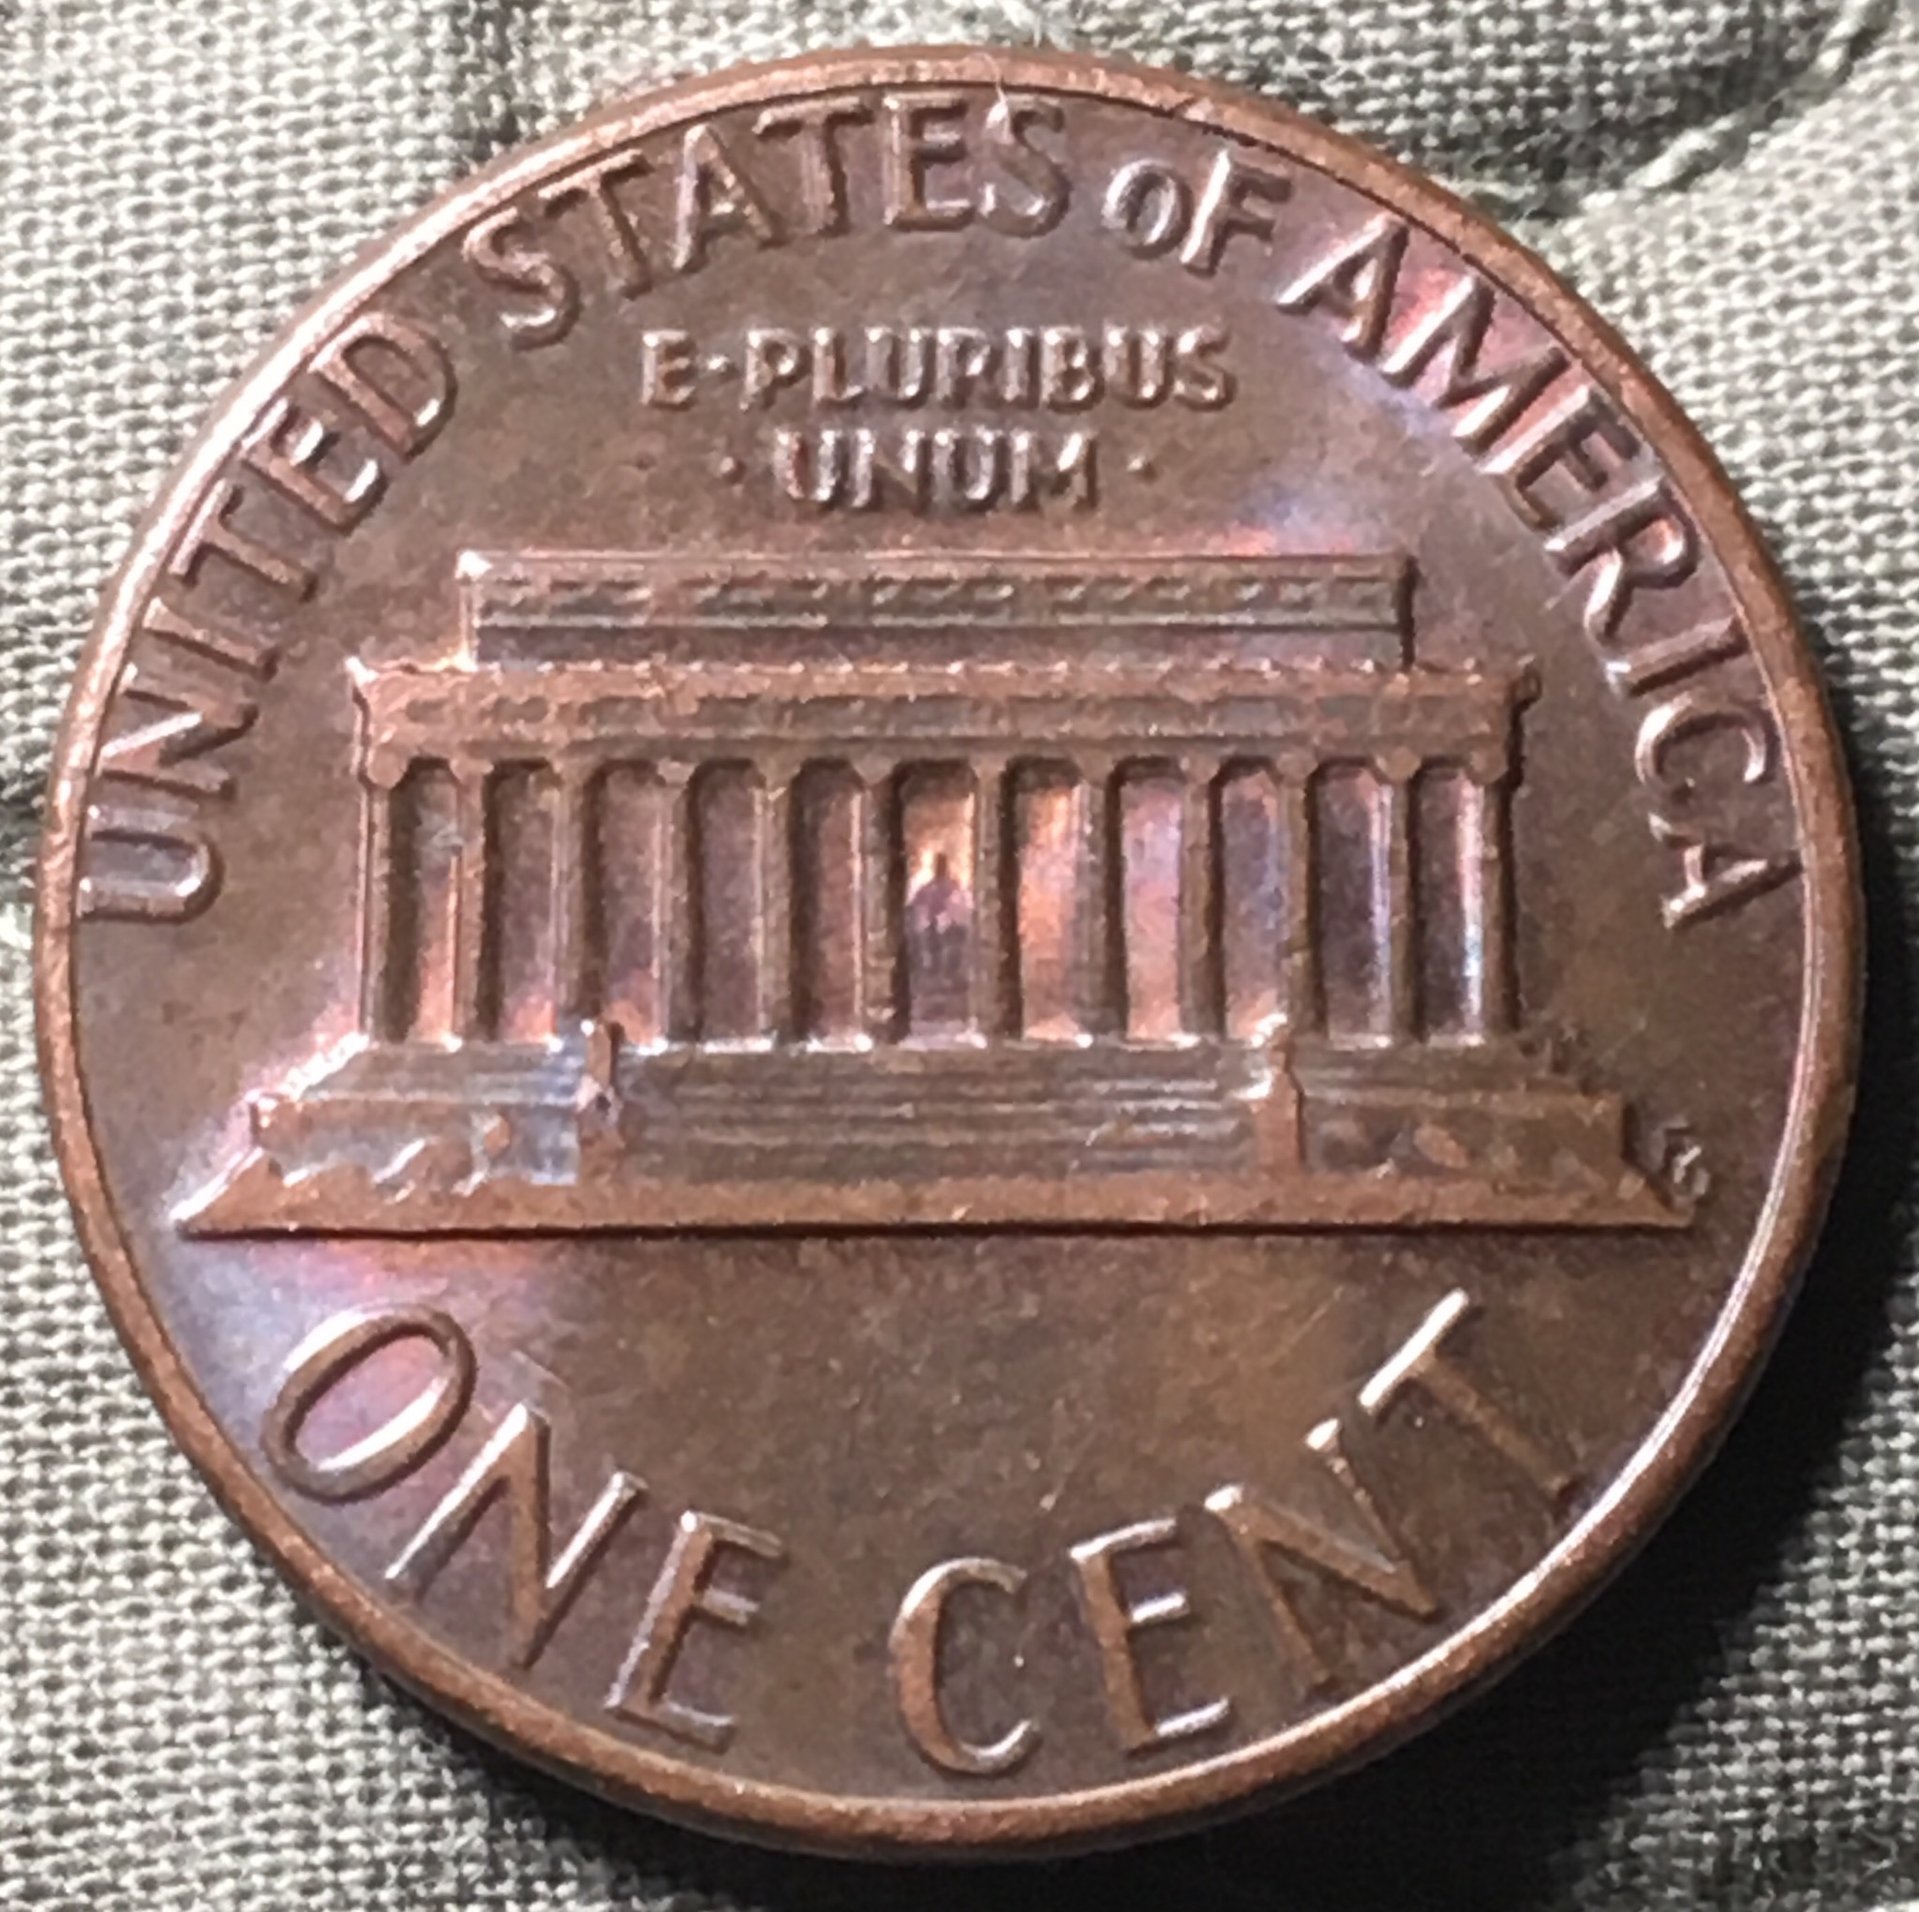 UNITED STATES OF AMERICA
E·PLURIBUS
· UNUM ·
ONE CENT